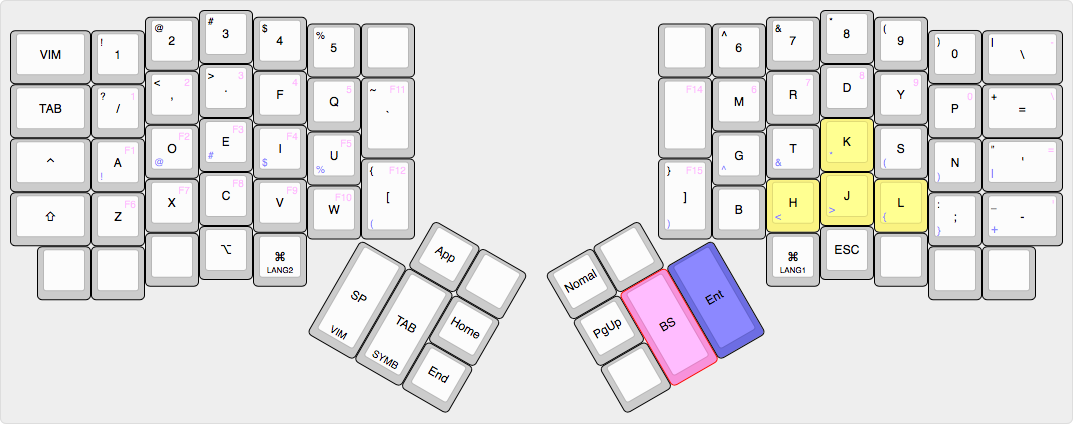 VIM
! 1
@ 2
# 3
$ 4
% 5
^ 6
& 7
* 8
( 9
) 0
| - \
TAB
? 1 /
< 2 ,
> 3 .
4 F
5 Q
~ F11 `
F14
6 M
7 R
8 D
9 Y
0 P
+ \ =
^
F1 A !
F2 O @
F3 E #
F4 I $
F5 U %
{ F12 [ (
} F15 ] )
G ^
T &
K *
S (
N )
" = ' |
⇧
F6 Z
F7 X
F8 C
F9 V
F10 W
B
H <
J >
L {
: ; }
_ ' - +
⌥
⌘
LANG2
⌘
LANG1
ESC
App
SP
VIM
TAB
SYMB
Home
End
Nomal
PgUp
BS
Ent